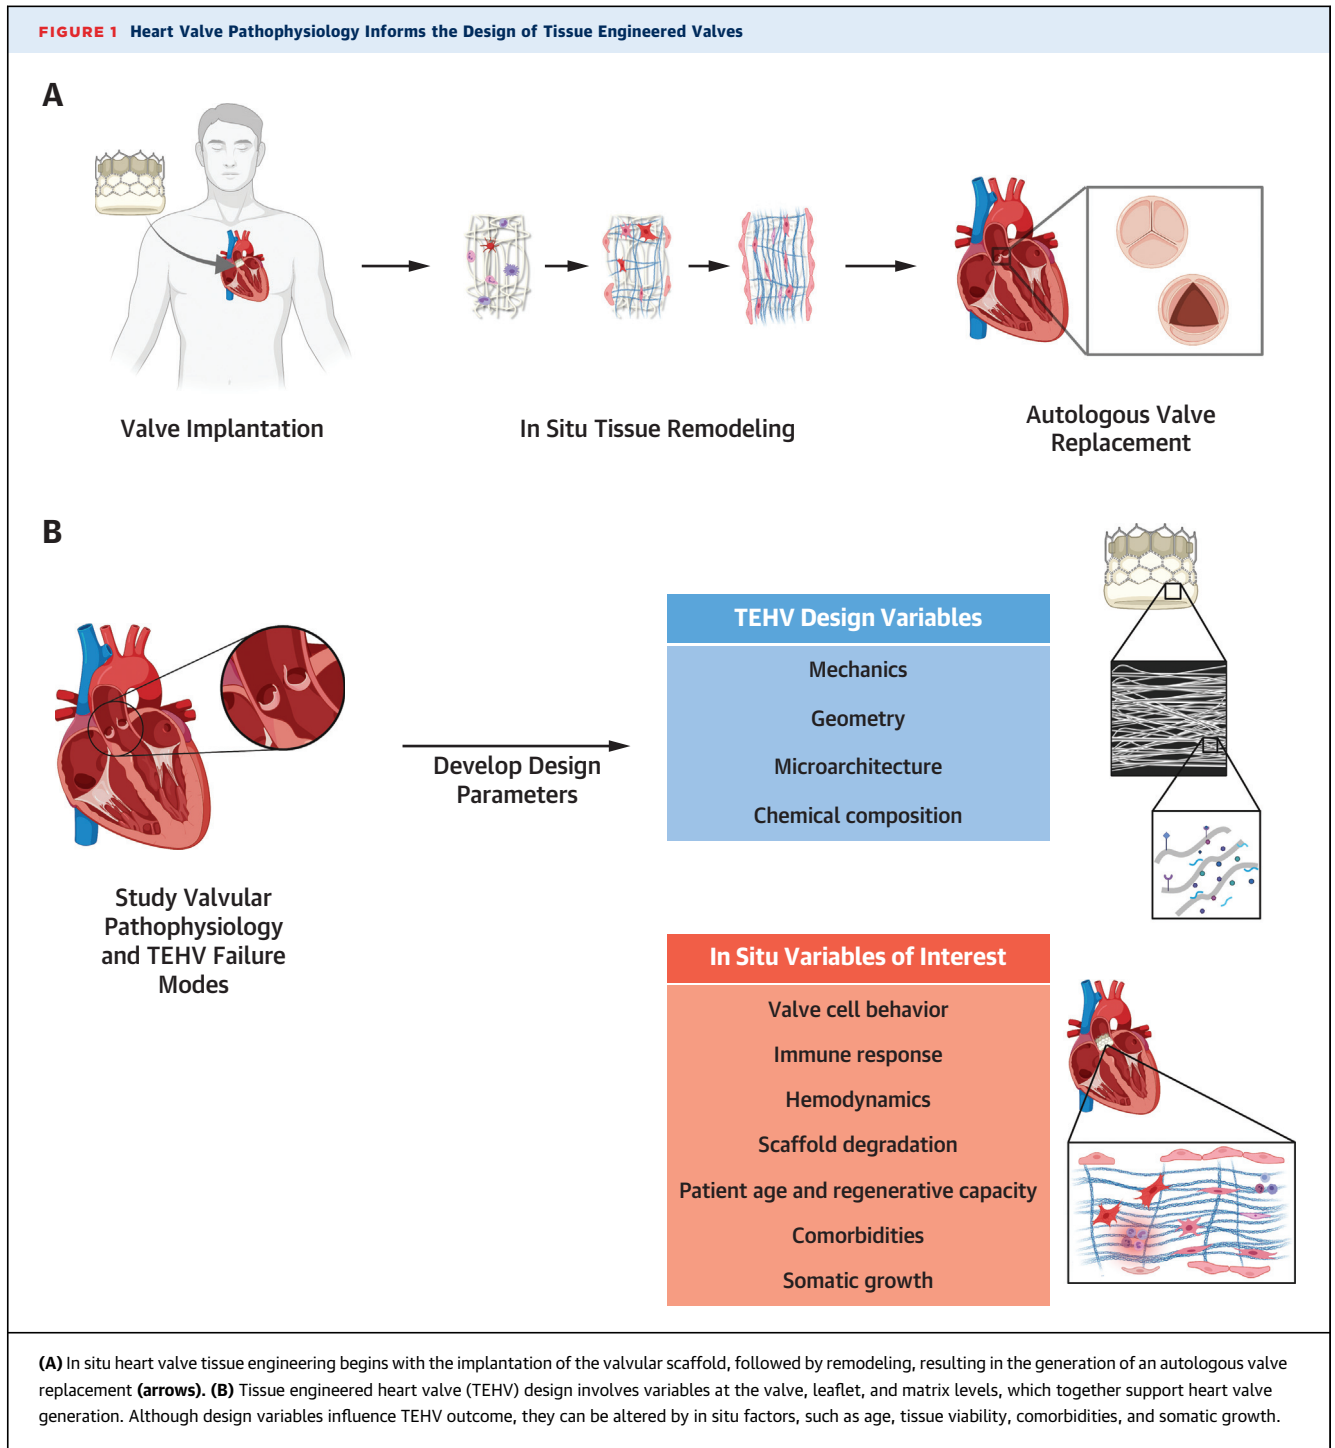 FIGURE 1 Heart Valve Pathophysiology Informs the Design of Tissue Engineered Valves
A
Valve Implantation
In Situ Tissue Remodeling
Autologous Valve
Replacement
B
Study Valvular
Pathophysiology
and TEHV Failure
Modes
Develop Design
Parameters
TEHV Design Variables
Mechanics
Geometry
Microarchitecture
Chemical composition
In Situ Variables of Interest
Valve cell behavior
Immune response
Hemodynamics
Scaffold degradation
Patient age and regenerative capacity
Comorbidities
Somatic growth
(A) In situ heart valve tissue engineering begins with the implantation of the valvular scaffold, followed by remodeling, resulting in the generation of an autologous valve
replacement (arrows). (B) Tissue engineered heart valve (TEHV) design involves variables at the valve, leaflet, and matrix levels, which together support heart valve
generation. Although design variables influence TEHV outcome, they can be altered by in situ factors, such as age, tissue viability, comorbidities, and somatic growth.